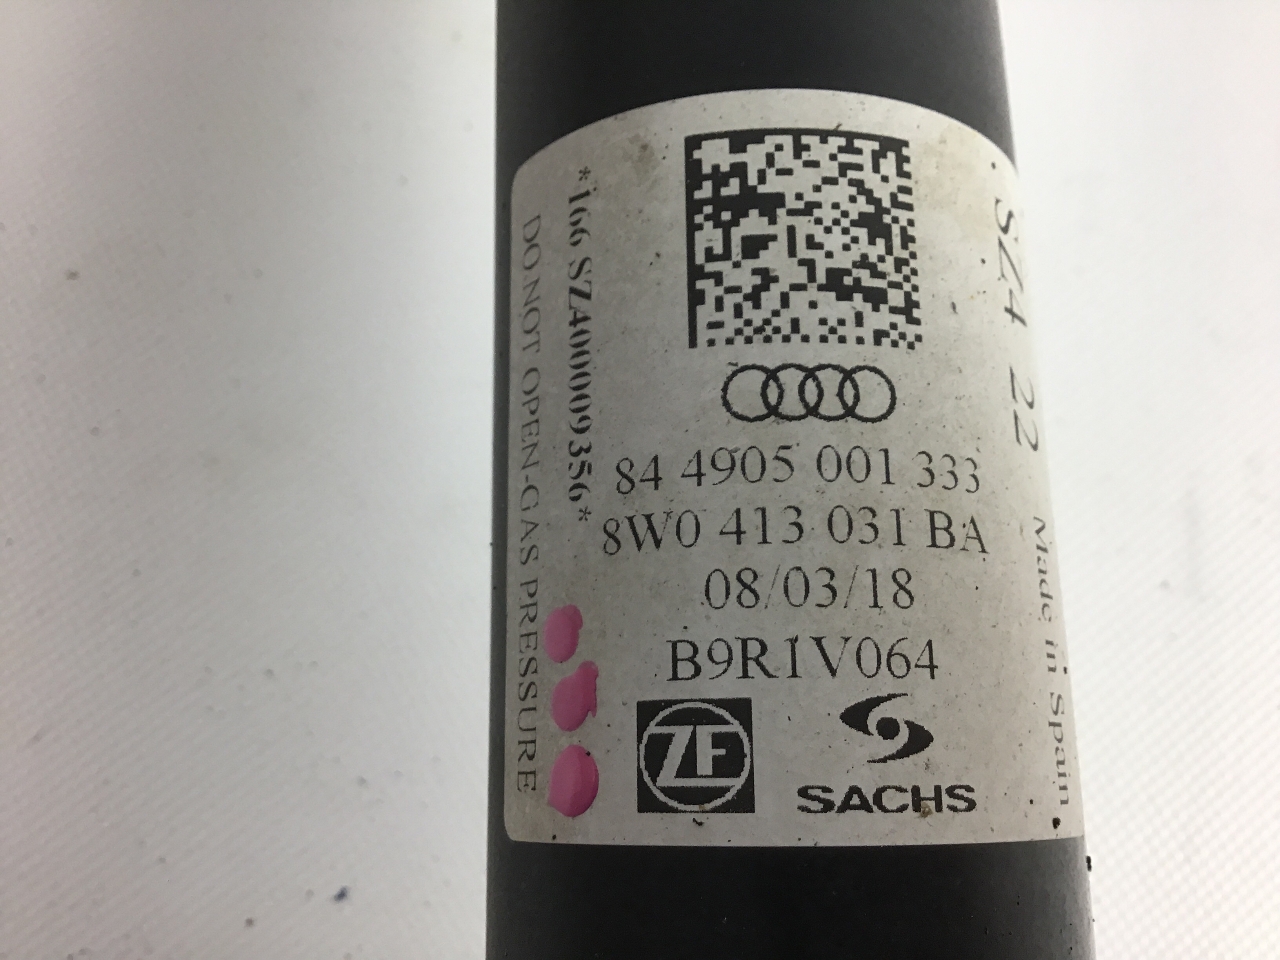 *166 SZ400009356*
DO NOT OPEN-GAS PRESSURE
SZ4 22
Made in Spain
84 4905 001 333
8W0 413 031 BA
08/03/18
B9R1V064
ZF
SACHS